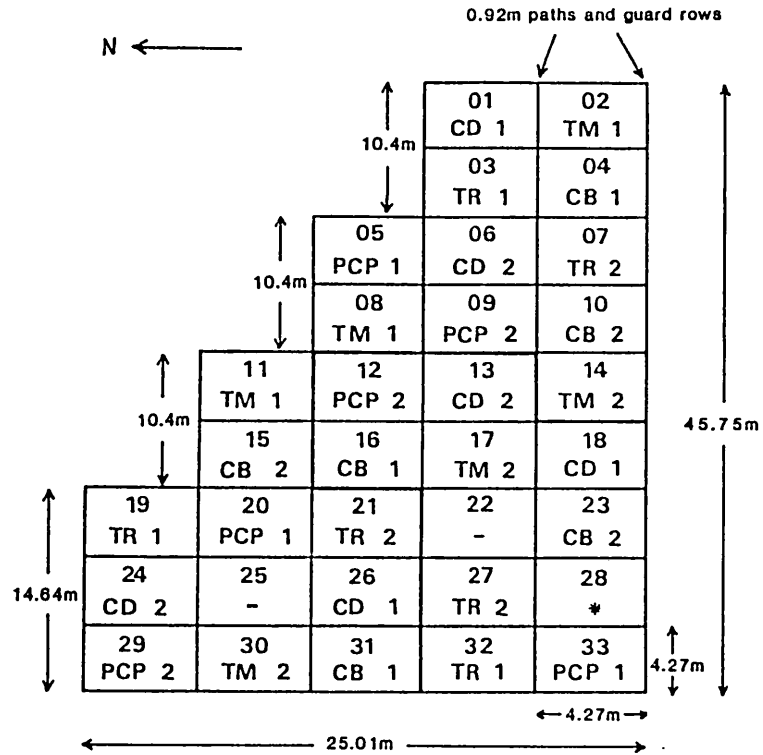 0.92m paths and guard rows
N
01 02
CD 1 TM 1
10.4m
03 04
TR 1 CB 1
05 06 07
PCP 1 CD 2 TR 2
10.4m
08 09 10
TM 1 PCP 2 CB 2
11 12 13 14
TM 1 PCP 2 CD 2 TM 2
10.4m
45.75m
15 16 17 18
CB 2 CB 1 TM 2 CD 1
19 20 21 22 23
TR 1 PCP 1 TR 2 - CB 2
14.64m
24 25 26 27 28
CD 2 - CD 1 TR 2 *
29 30 31 32 33
PCP 2 TM 2 CB 1 TR 1 PCP 1
4.27m
4.27m
25.01m